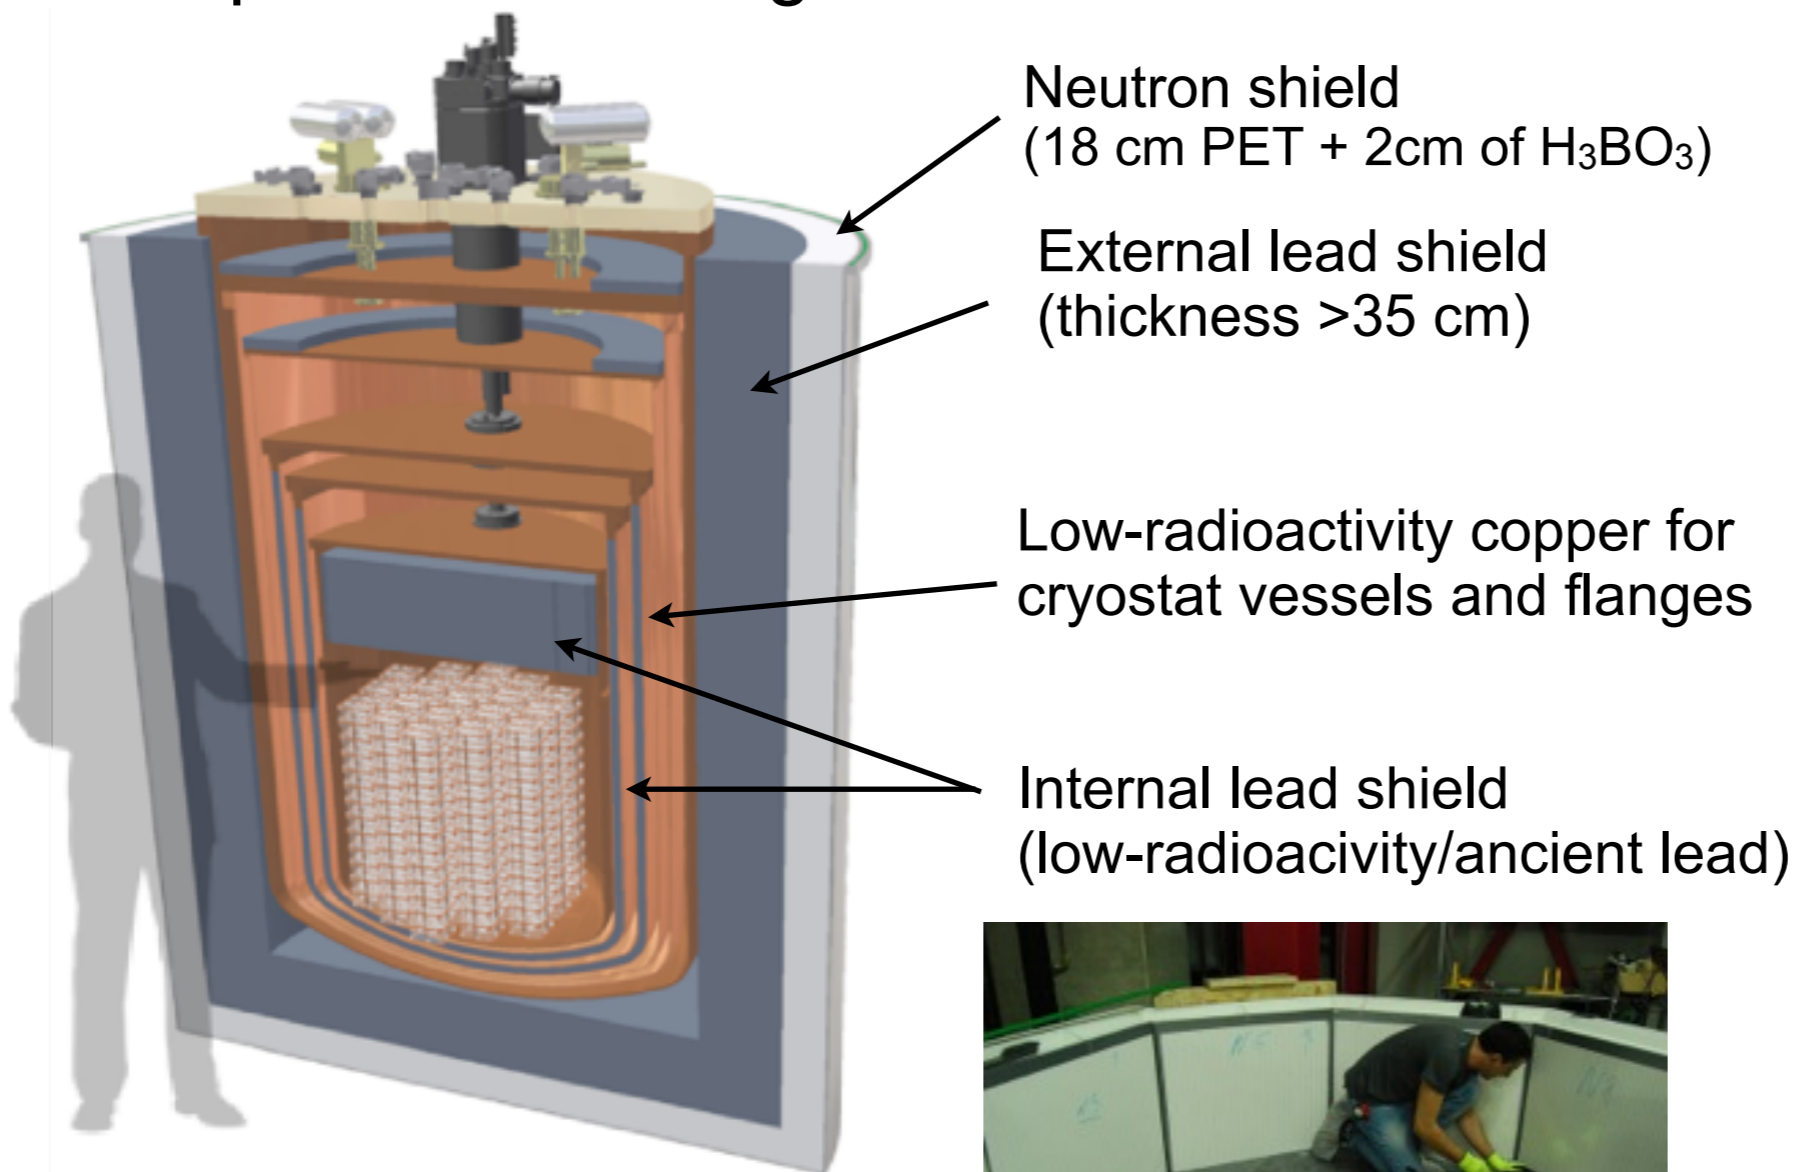 Neutron shield
(18 cm PET + 2cm of H₃BO₃)
External lead shield
(thickness >35 cm)
Low-radioactivity copper for
cryostat vessels and flanges
Internal lead shield
(low-radioacivity/ancient lead)